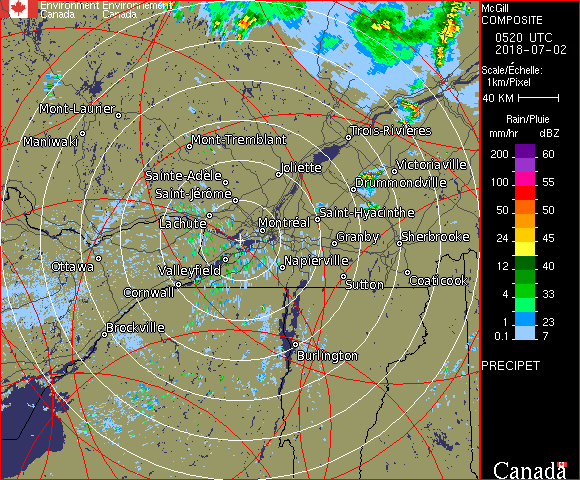 Environment Environnement
Canada Canada
McGill
COMPOSITE
0520 UTC
2018-07-02
Scale/Échelle:
1km/Pixel
40 KM
Rain/Pluie
mm/hr dBZ
200 60
100 55
50 50
24 45
12 40
4 33
1 23
0.1 7
PRECIPET
Canada
Mont-Laurier
Maniwaki
Mont-Tremblant
Trois-Rivières
Sainte-Adèle
Joliette
Victoriaville
Saint-Jérôme
Drummondville
Lachute
Montréal
Saint-Hyacinthe
Ottawa
Granby
Sherbrooke
Valleyfield
Napierville
Cornwall
Sutton
Coaticook
Brockville
Burlington